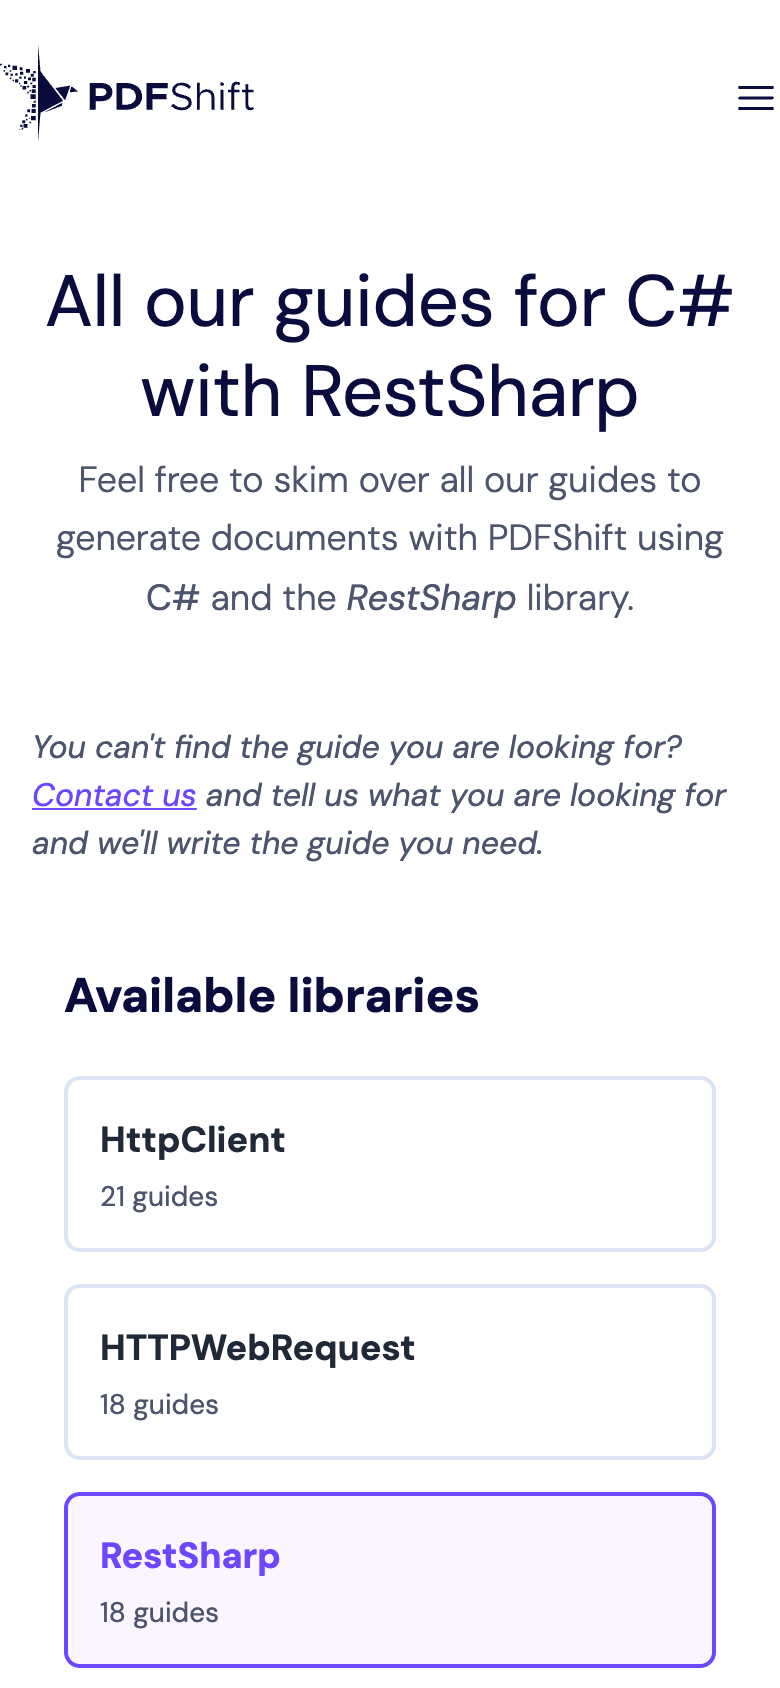 PDFShift
All our guides for C#
with RestSharp
Feel free to skim over all our guides to
generate documents with PDFShift using
C# and the RestSharp library.
You can't find the guide you are looking for?
Contact us and tell us what you are looking for
and we'll write the guide you need.
Available libraries
HttpClient
21 guides
HTTPWebRequest
18 guides
RestSharp
18 guides